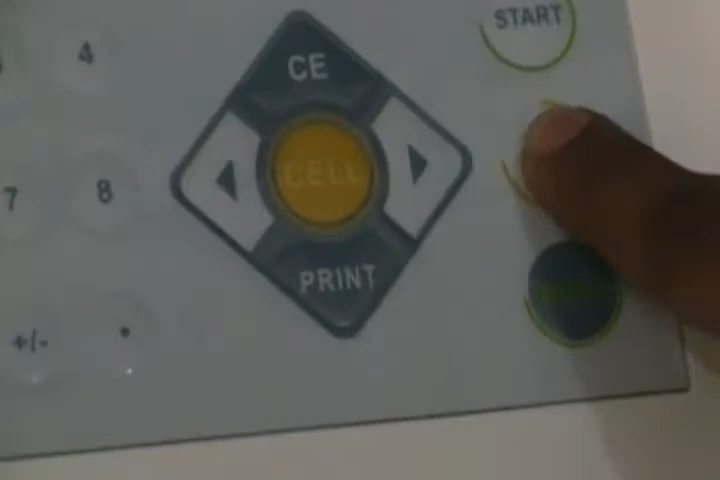 START
4
CE
CELL
7 8
PRINT
+/- •